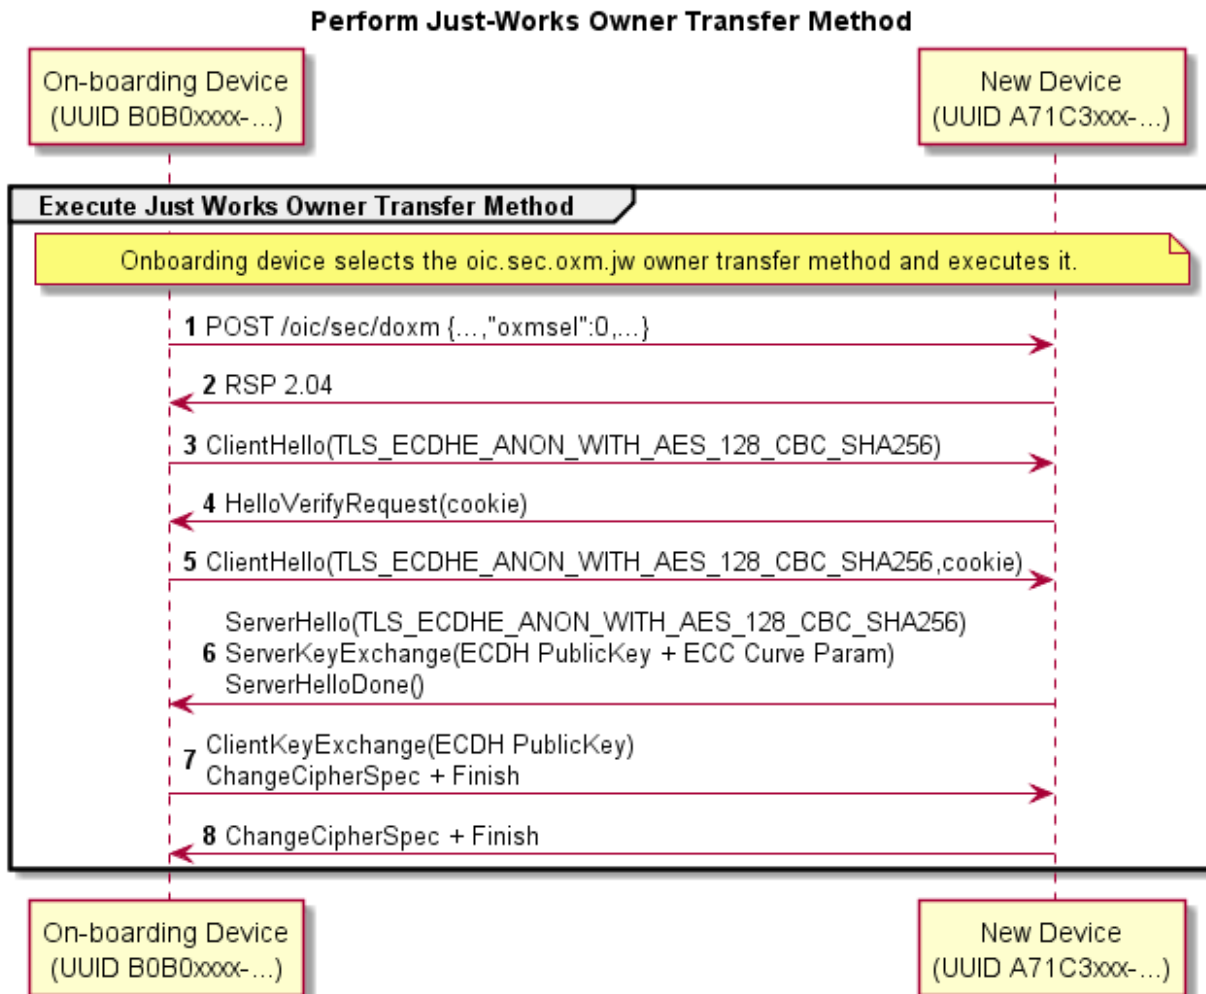 Perform Just-Works Owner Transfer Method
On-boarding Device
(UUID B0B0xxxx-...)
New Device
(UUID A71C3xxx-...)
Execute Just Works Owner Transfer Method
Onboarding device selects the oic.sec.oxm.jw owner transfer method and executes it.
1 POST /oic/sec/doxm {...,"oxmsel":0,...}
2 RSP 2.04
3 ClientHello(TLS_ECDHE_ANON_WITH_AES_128_CBC_SHA256)
4 HelloVerifyRequest(cookie)
5 ClientHello(TLS_ECDHE_ANON_WITH_AES_128_CBC_SHA256,cookie)
ServerHello(TLS_ECDHE_ANON_WITH_AES_128_CBC_SHA256)
6 ServerKeyExchange(ECDH PublicKey + ECC Curve Param)
ServerHelloDone()
7 ClientKeyExchange(ECDH PublicKey)
ChangeCipherSpec + Finish
8 ChangeCipherSpec + Finish
On-boarding Device
(UUID B0B0xxxx-...)
New Device
(UUID A71C3xxx-...)